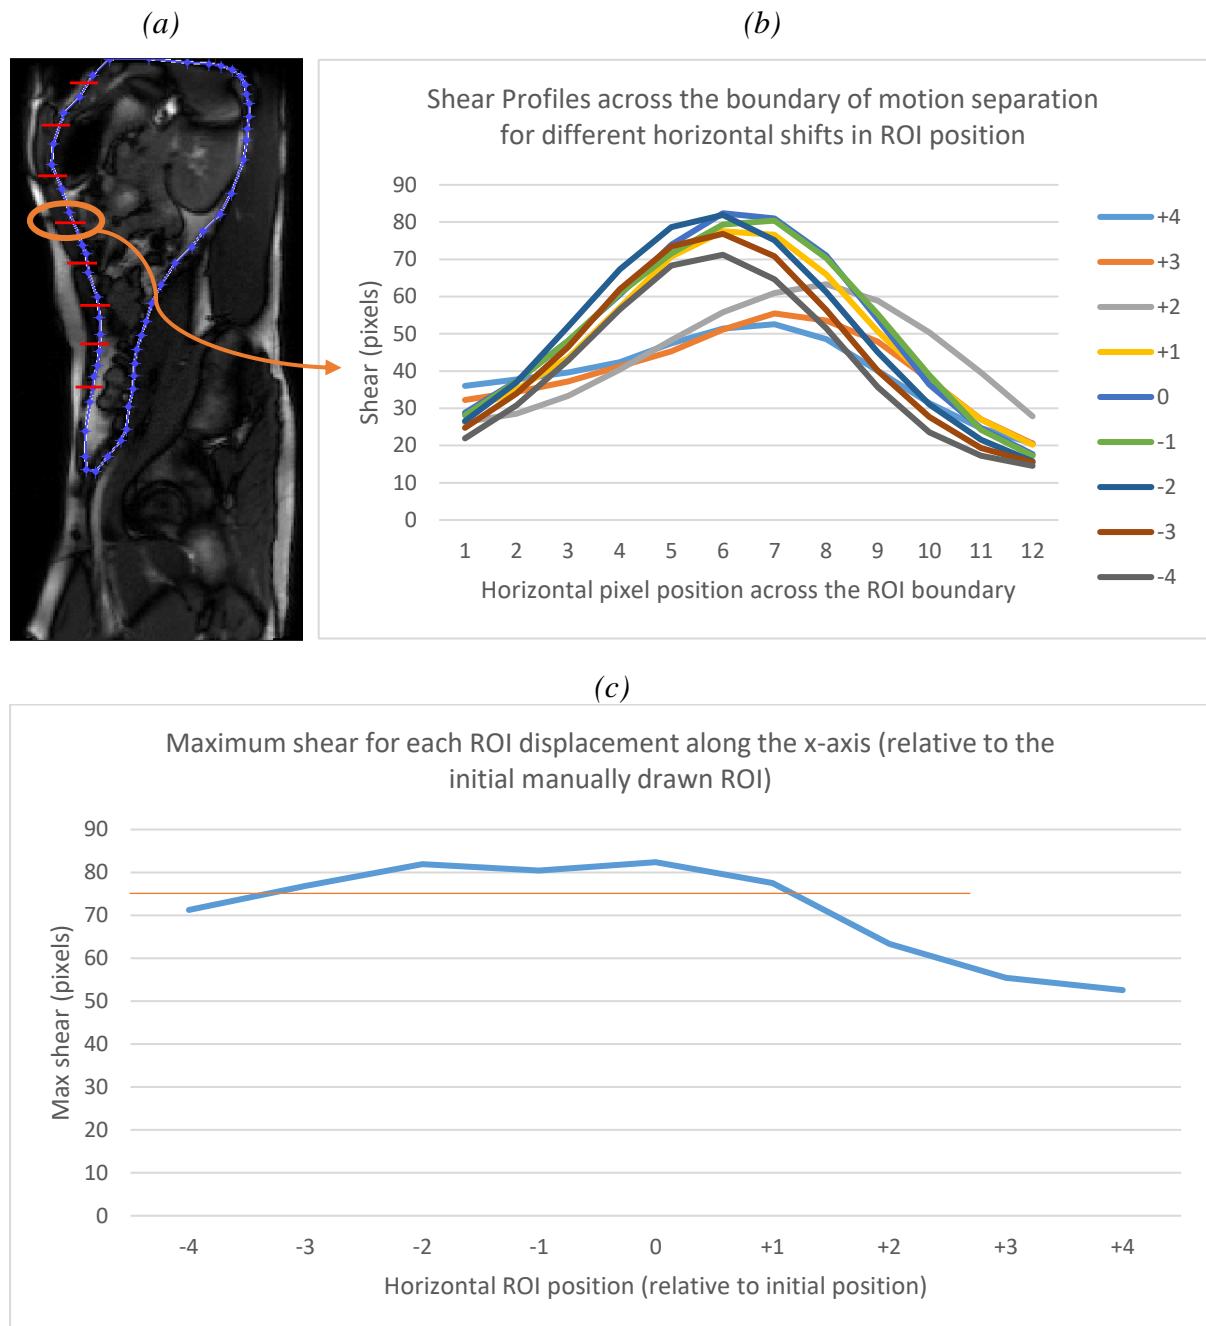 (a)
(b)
Shear Profiles across the boundary of motion separation
for different horizontal shifts in ROI position
90
80
70
60
50
40
30
20
10
0
Shear (pixels)
1 2 3 4 5 6 7 8 9 10 11 12
Horizontal pixel position across the ROI boundary
+4
+3
+2
+1
0
-1
-2
-3
-4
(c)
Maximum shear for each ROI displacement along the x-axis (relative to the
initial manually drawn ROI)
90
80
70
60
50
40
30
20
10
0
Max shear (pixels)
-4 -3 -2 -1 0 +1 +2 +3 +4
Horizontal ROI position (relative to initial position)